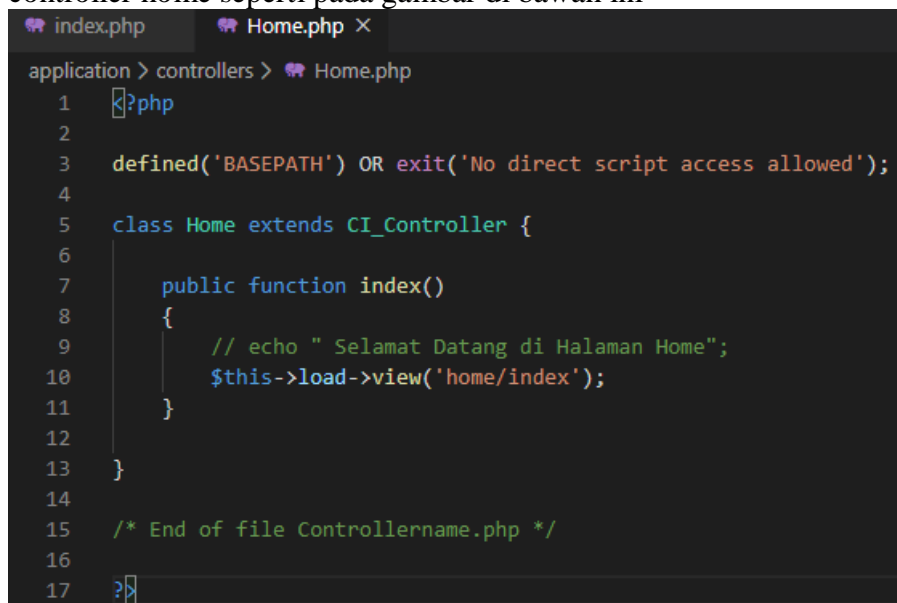 controller home seperti pada gambar di bawah ini
index.php Home.php ×
application > controllers > Home.php
1 <?php
2
3 defined('BASEPATH') OR exit('No direct script access allowed');
4
5 class Home extends CI_Controller {
6
7 public function index()
8 {
9 // echo " Selamat Datang di Halaman Home";
10 $this->load->view('home/index');
11 }
12
13 }
14
15 /* End of file Controllername.php */
16
17 ?>